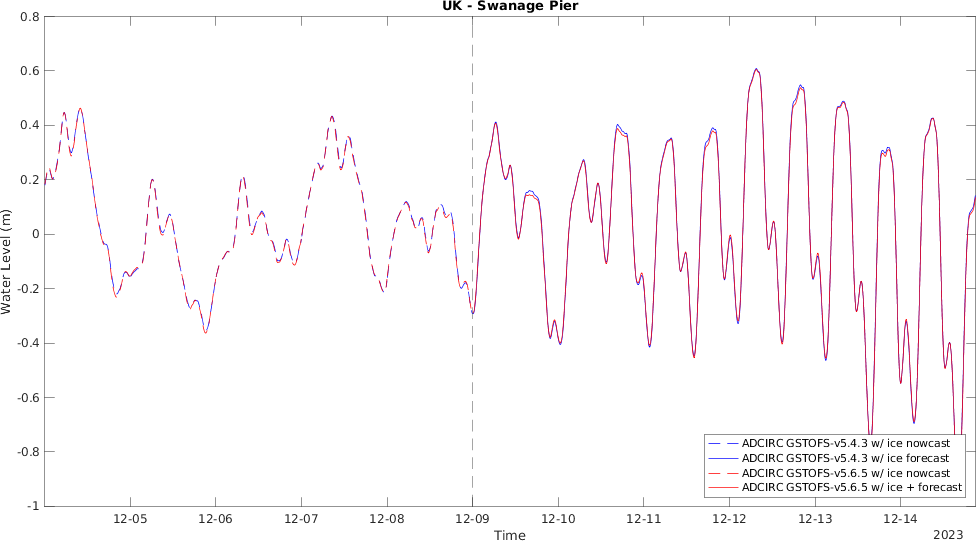 UK - Swanage Pier
0.8
0.6
0.4
0.2
0
-0.2
-0.4
-0.6
-0.8
-1
Water Level (m)
12-05 12-06 12-07 12-08 12-09 12-10 12-11 12-12 12-13 12-14
Time
2023
ADCIRC GSTOFS-v5.4.3 w/ ice nowcast
ADCIRC GSTOFS-v5.4.3 w/ ice forecast
ADCIRC GSTOFS-v5.6.5 w/ ice nowcast
ADCIRC GSTOFS-v5.6.5 w/ ice + forecast